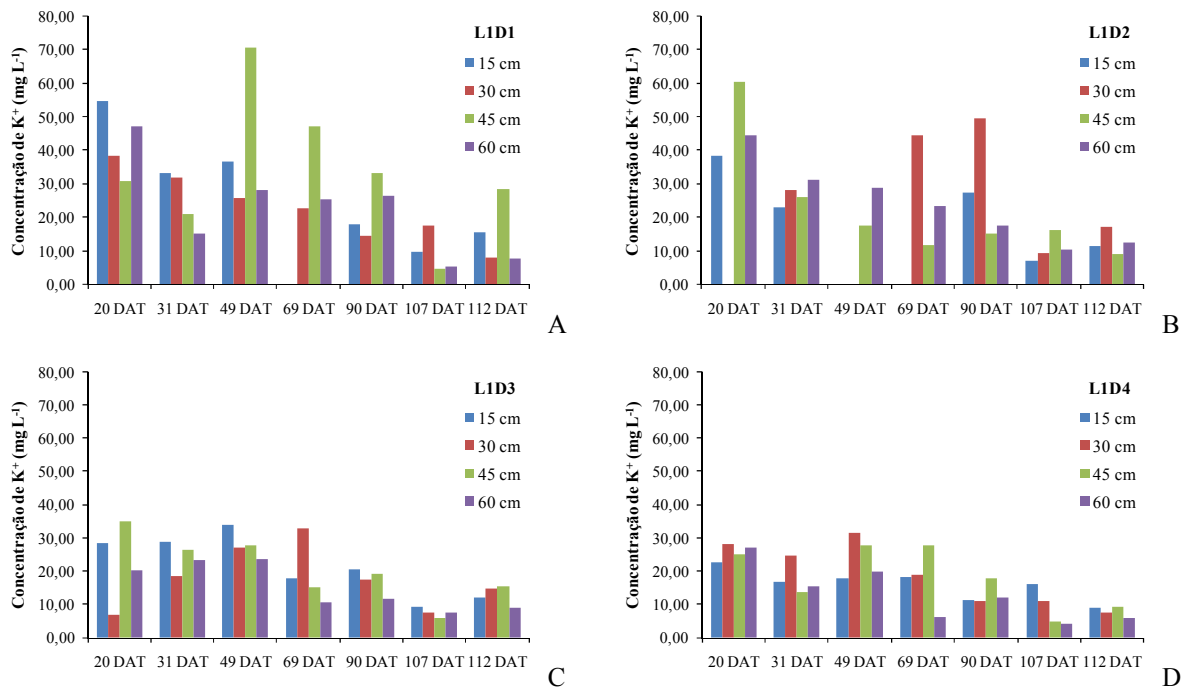 L1D1
Concentração de K⁺ (mg L⁻¹)
80,00
70,00
60,00
50,00
40,00
30,00
20,00
10,00
0,00
15 cm
30 cm
45 cm
60 cm
20 DAT 31 DAT 49 DAT 69 DAT 90 DAT 107 DAT 112 DAT
A
L1D2
Concentração de K⁺ (mg L⁻¹)
80,00
70,00
60,00
50,00
40,00
30,00
20,00
10,00
0,00
15 cm
30 cm
45 cm
60 cm
20 DAT 31 DAT 49 DAT 69 DAT 90 DAT 107 DAT 112 DAT
B
L1D3
Concentração de K⁺ (mg L⁻¹)
80,00
70,00
60,00
50,00
40,00
30,00
20,00
10,00
0,00
15 cm
30 cm
45 cm
60 cm
20 DAT 31 DAT 49 DAT 69 DAT 90 DAT 107 DAT 112 DAT
C
L1D4
Concentração de K⁺ (mg L⁻¹)
80,00
70,00
60,00
50,00
40,00
30,00
20,00
10,00
0,00
15 cm
30 cm
45 cm
60 cm
20 DAT 31 DAT 49 DAT 69 DAT 90 DAT 107 DAT 112 DAT
D